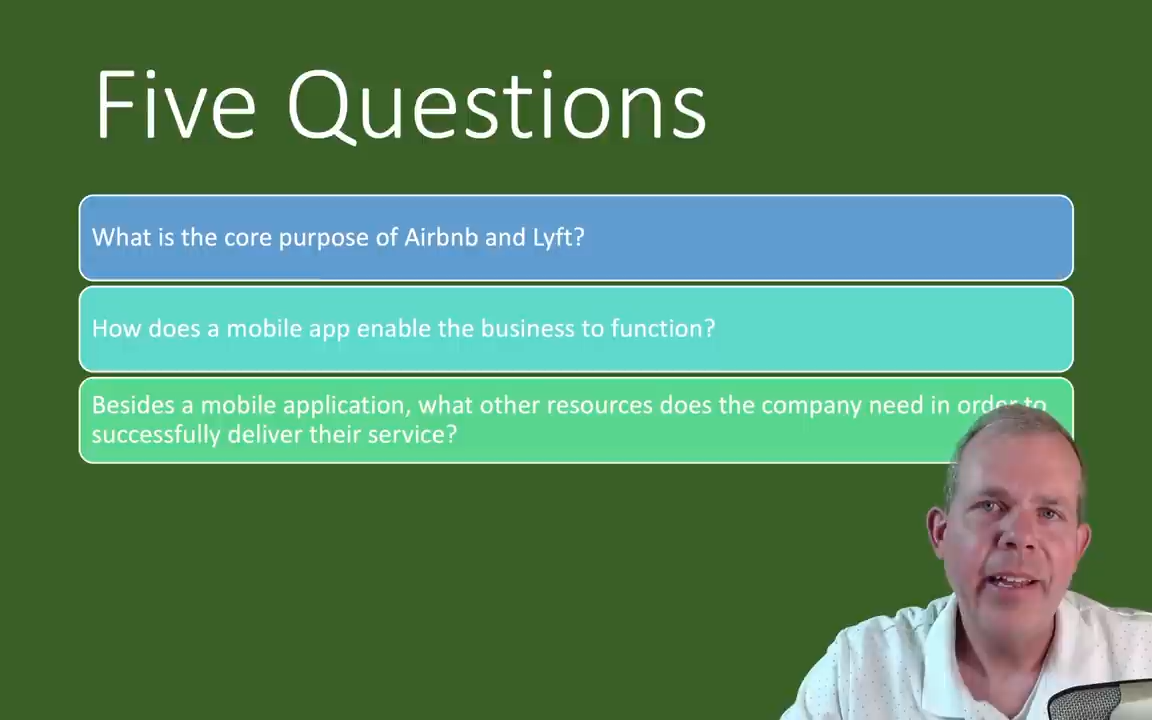 Five Questions
What is the core purpose of Airbnb and Lyft?
How does a mobile app enable the business to function?
Besides a mobile application, what other resources does the company need in order to
successfully deliver their service?